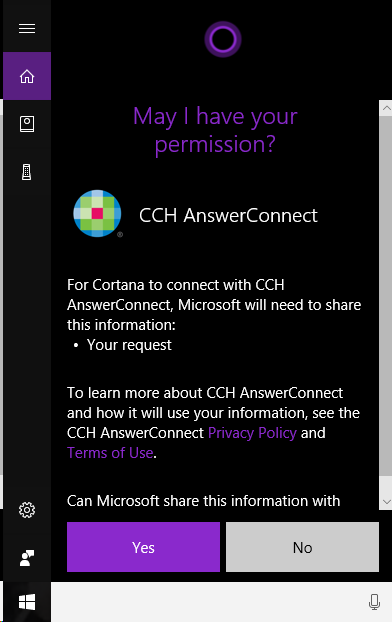 May I have your
permission?
CCH AnswerConnect
For Cortana to connect with CCH
AnswerConnect, Microsoft will need to share
this information:
• Your request
To learn more about CCH AnswerConnect
and how it will use your information, see the
CCH AnswerConnect Privacy Policy and
Terms of Use.
Can Microsoft share this information with
Yes
No